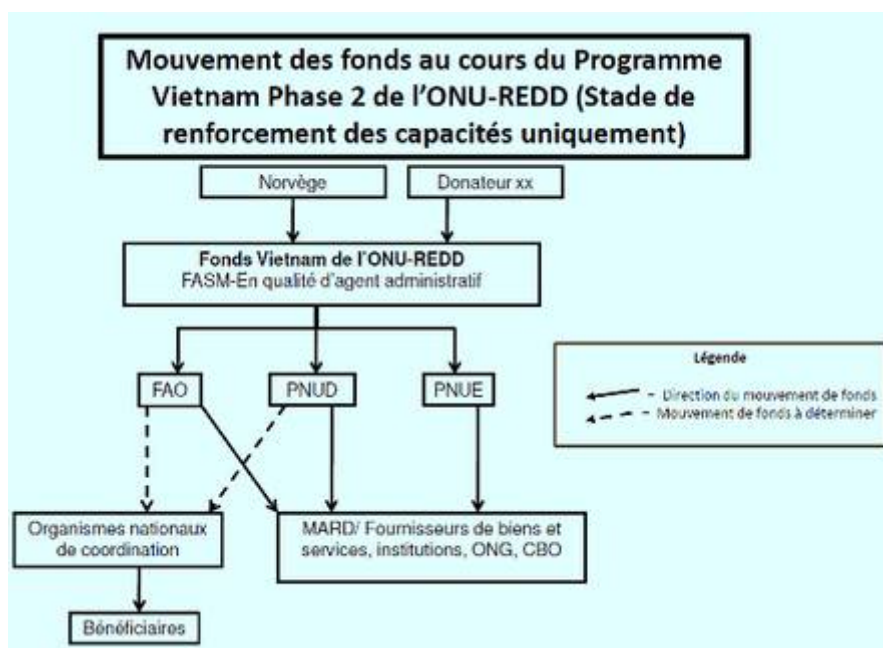 Mouvement des fonds au cours du Programme
Vietnam Phase 2 de l'ONU-REDD (Stade de
renforcement des capacités uniquement)
Norvège
Donateur xx
Fonds Vietnam de l'ONU-REDD
FASM-En qualité d'agent administratif
FAO
PNUD
PNUE
Légende
– Direction du mouvement de fonds
– Mouvement de fonds à déterminer
Organismes nationaux
de coordination
MARD/ Fournisseurs de biens et
services, institutions, ONG, CBO
Bénéficiaires